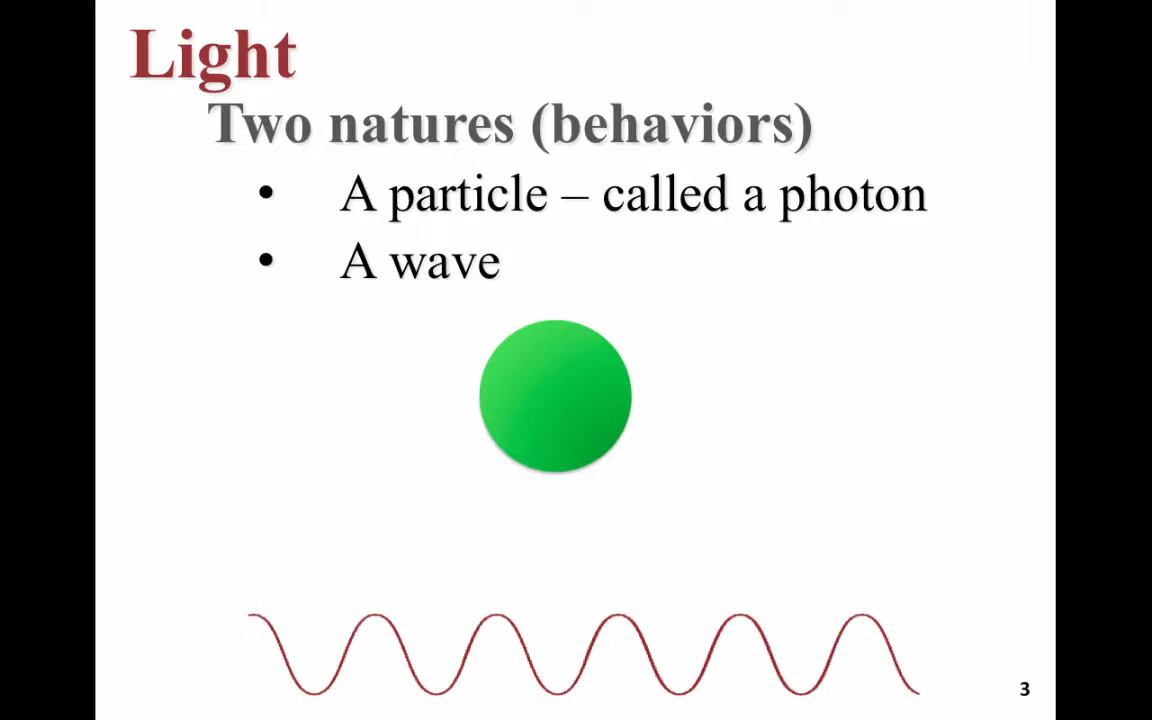 Light
Two natures (behaviors)
• A particle – called a photon
• A wave
3